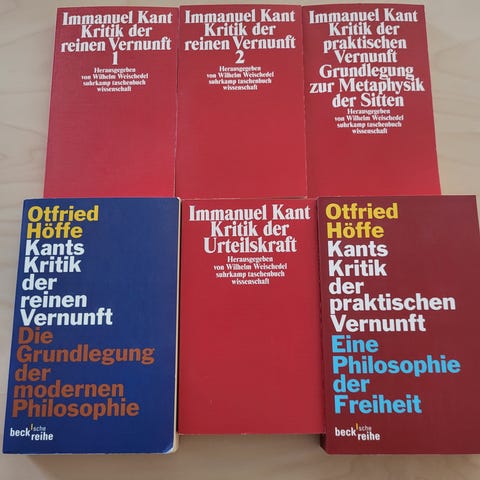 Immanuel Kant
Kritik der
reinen Vernunft
1
Herausgegeben
von Wilhelm Weischedel
suhrkamp taschenbuch
wissenschaft
Immanuel Kant
Kritik der
reinen Vernunft
2
Herausgegeben
von Wilhelm Weischedel
suhrkamp taschenbuch
wissenschaft
Immanuel Kant
Kritik der
praktischen
Vernunft
Grundlegung
zur Metaphysik
der Sitten
Herausgegeben
von Wilhelm Weischedel
suhrkamp taschenbuch
wissenschaft
Otfried
Höffe
Kants
Kritik
der
reinen
Vernunft
Die
Grundlegung
der
modernen
Philosophie
beck'sche
reihe
Immanuel Kant
Kritik der
Urteilskraft
Herausgegeben
von Wilhelm Weischedel
suhrkamp taschenbuch
wissenschaft
Otfried
Höffe
Kants
Kritik
der
praktischen
Vernunft
Eine
Philosophie
der
Freiheit
beck'sche
reihe